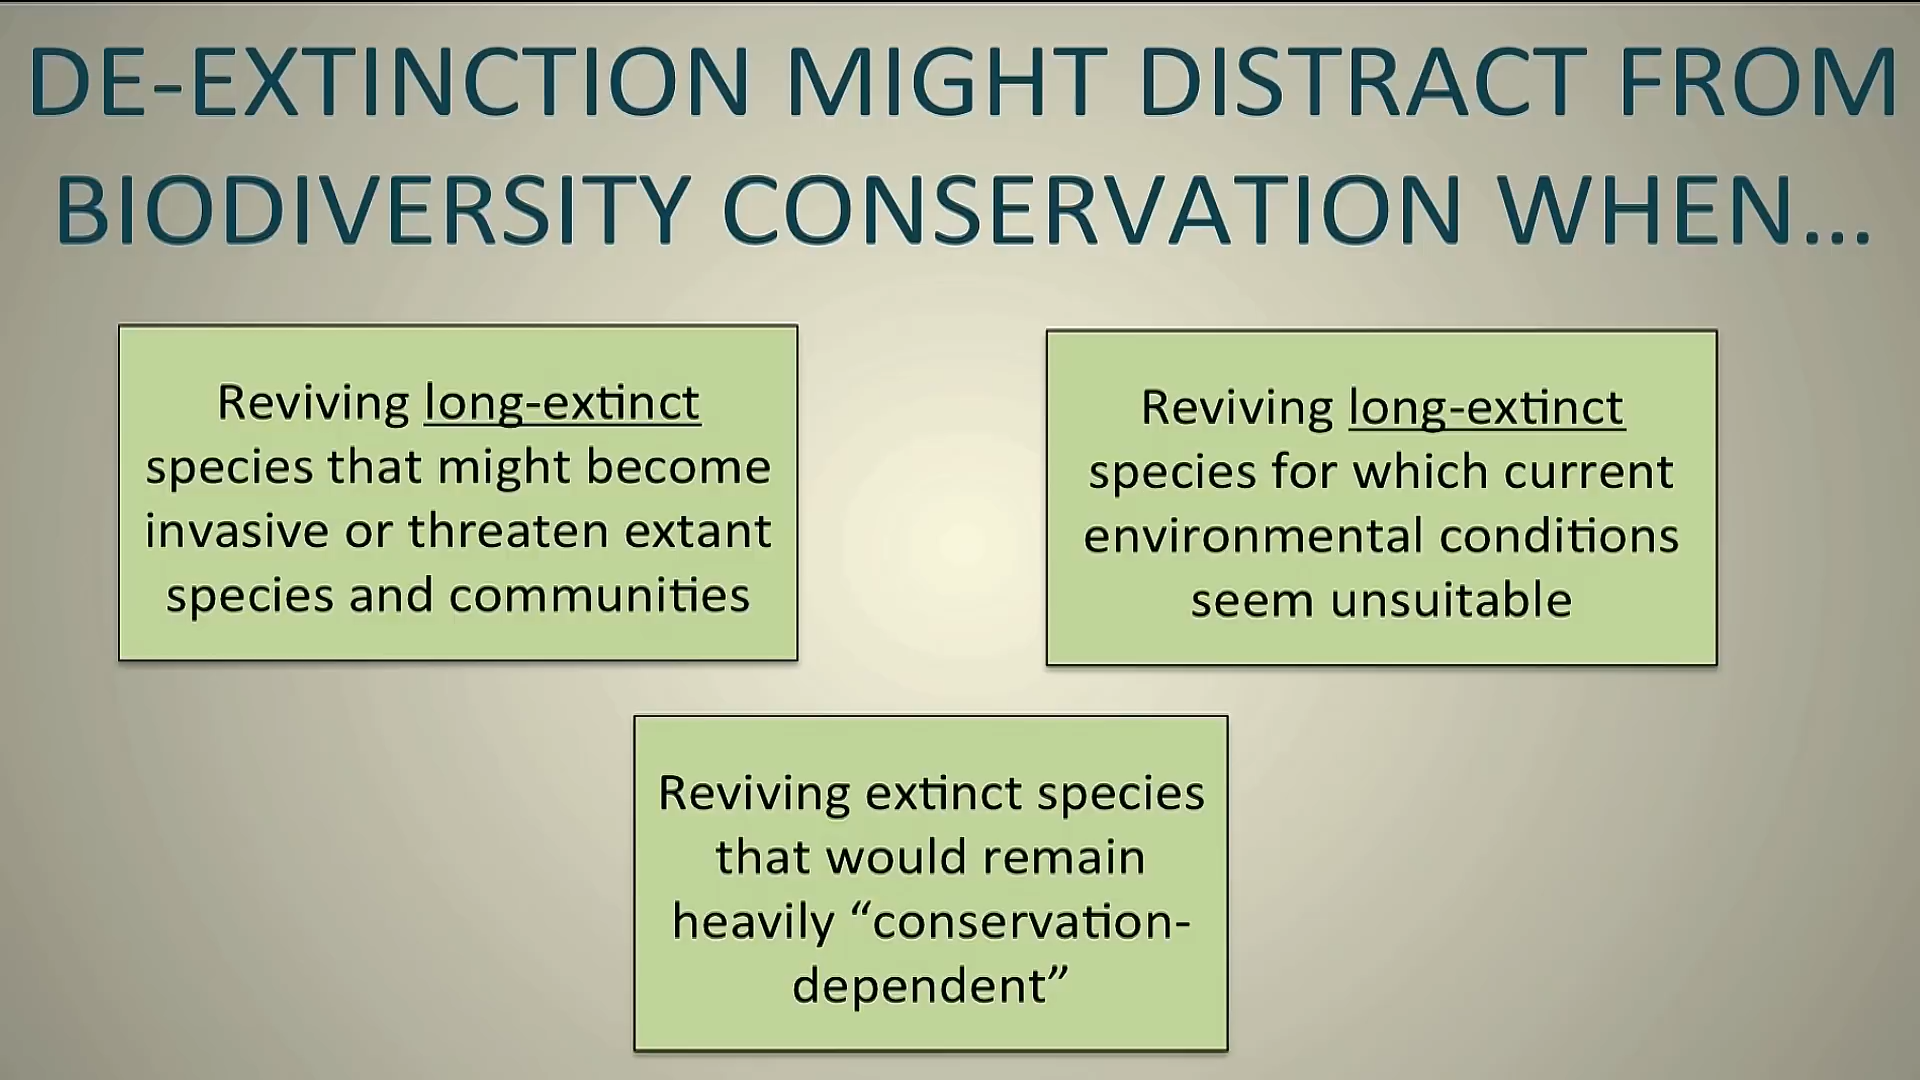 DE-EXTINCTION MIGHT DISTRACT FROM
BIODIVERSITY CONSERVATION WHEN...
Reviving long-extinct
species that might become
invasive or threaten extant
species and communities
Reviving long-extinct
species for which current
environmental conditions
seem unsuitable
Reviving extinct species
that would remain
heavily “conservation-
dependent”